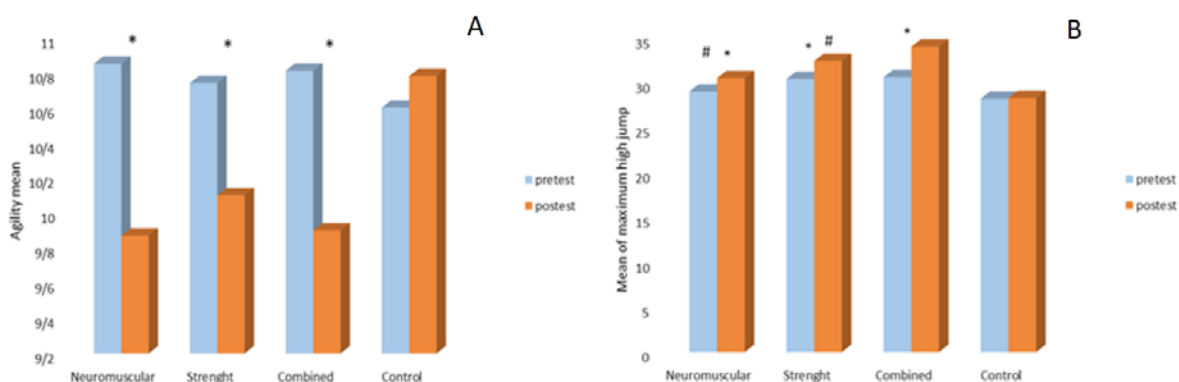 A
Agility mean
11
10/8
10/6
10/4
10/2
10
9/8
9/6
9/4
9/2
* * *
Neuromuscular Strenght Combined Control
pretest
postest
B
Mean of maximum high jump
35
30
25
20
15
10
5
0
# * * # *
Neuromuscular Strenght Combined Control
pretest
postest